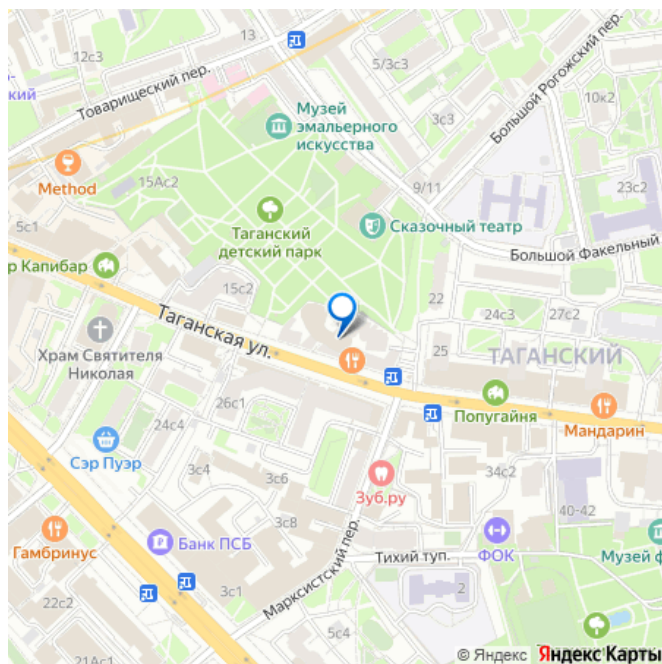 12с3
5/3с3
Большой Рогожский пер.
10к2
Товарищеский пер.
-
ский
13
Музей
эмальерного
искусства
3с3
Method
15Ас2
9/11
23с2
5с1
Таганский
детский парк
Сказочный театр
Большой Факельный
р Капибар
15с2
22
24с3
27с2
Таганская ул.
Храм Святителя
Николая
25
ТАГАНСКИЙ
26с1
Попугайня
Мандарин
24с4
Сэр Пуэр
3с4
3с6
Зуб.ру
34с2
40-42
3с8
Гамбринус
Банк ПСБ
ФОК
Музей ф
Тихий туп.
Марксистский пер.
3с1
2
22с2
5с4
21Ас1
© Яндекс Яндекс Карты